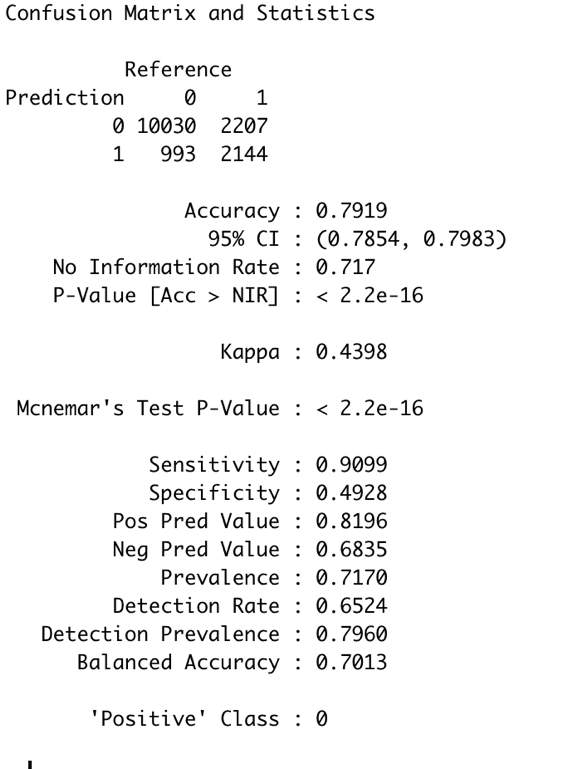 Confusion Matrix and Statistics
Reference
Prediction 0 1
0 10030 2207
1 993 2144
Accuracy : 0.7919
95% CI : (0.7854, 0.7983)
No Information Rate : 0.717
P-Value [Acc > NIR] : < 2.2e-16
Kappa : 0.4398
Mcnemar's Test P-Value : < 2.2e-16
Sensitivity : 0.9099
Specificity : 0.4928
Pos Pred Value : 0.8196
Neg Pred Value : 0.6835
Prevalence : 0.7170
Detection Rate : 0.6524
Detection Prevalence : 0.7960
Balanced Accuracy : 0.7013
'Positive' Class : 0